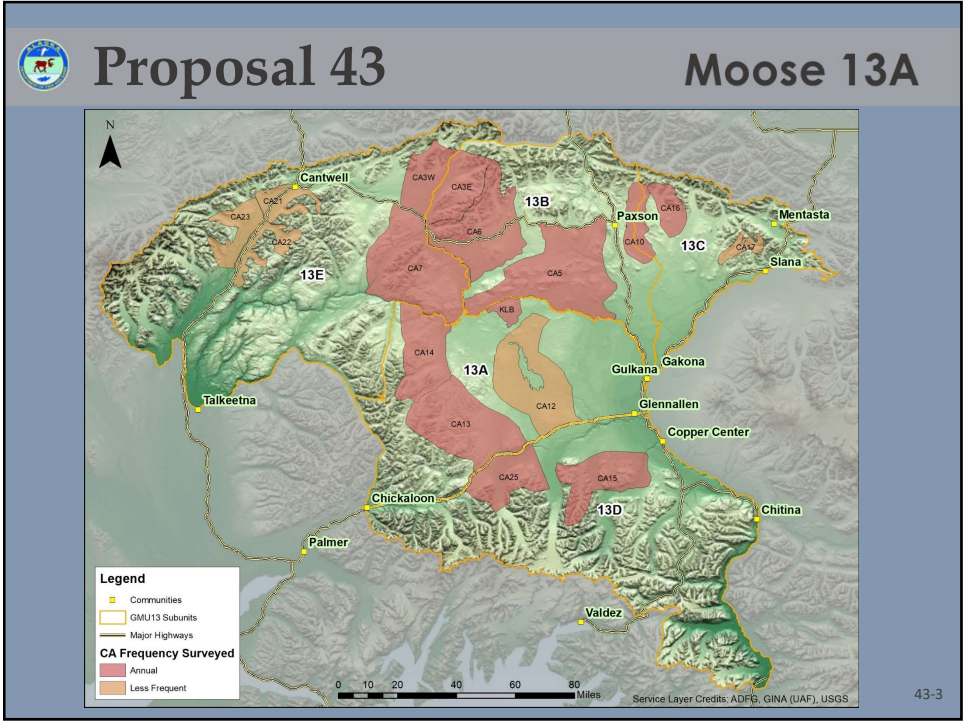 ALASKA
Proposal 43
Moose 13A
N
Cantwell
CA3W
CA3E
13B
CA21
CA23
CA22
CA6
Paxson
CA16
CA10
13C
Mentasta
CA17
Slana
13E
CA7
CA5
KLB
CA14
13A
CA12
Gulkana
Gakona
Talkeetna
Glennallen
CA13
Copper Center
CA25
CA15
Chickaloon
13D
Chitina
Palmer
Valdez
Legend
Communities
GMU13 Subunits
Major Highways
CA Frequency Surveyed
Annual
Less Frequent
0 10 20 40 60 80
Miles
Service Layer Credits: ADFG, GINA (UAF), USGS
43-3